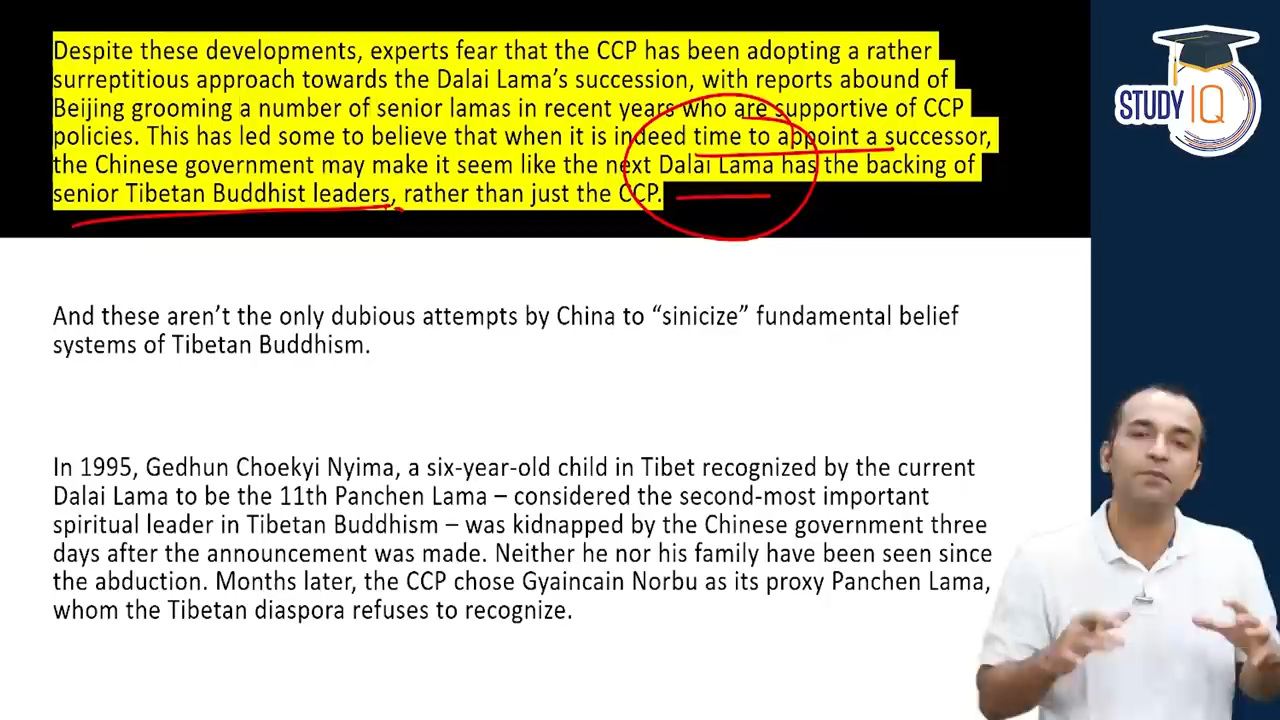 Despite these developments, experts fear that the CCP has been adopting a rather
surreptitious approach towards the Dalai Lama’s succession, with reports abound of
Beijing grooming a number of senior lamas in recent years who are supportive of CCP
policies. This has led some to believe that when it is indeed time to appoint a successor,
the Chinese government may make it seem like the next Dalai Lama has the backing of
senior Tibetan Buddhist leaders, rather than just the CCP.
STUDY IQ
And these aren’t the only dubious attempts by China to “sinicize” fundamental belief
systems of Tibetan Buddhism.
In 1995, Gedhun Choekyi Nyima, a six-year-old child in Tibet recognized by the current
Dalai Lama to be the 11th Panchen Lama – considered the second-most important
spiritual leader in Tibetan Buddhism – was kidnapped by the Chinese government three
days after the announcement was made. Neither he nor his family have been seen since
the abduction. Months later, the CCP chose Gyaincain Norbu as its proxy Panchen Lama,
whom the Tibetan diaspora refuses to recognize.